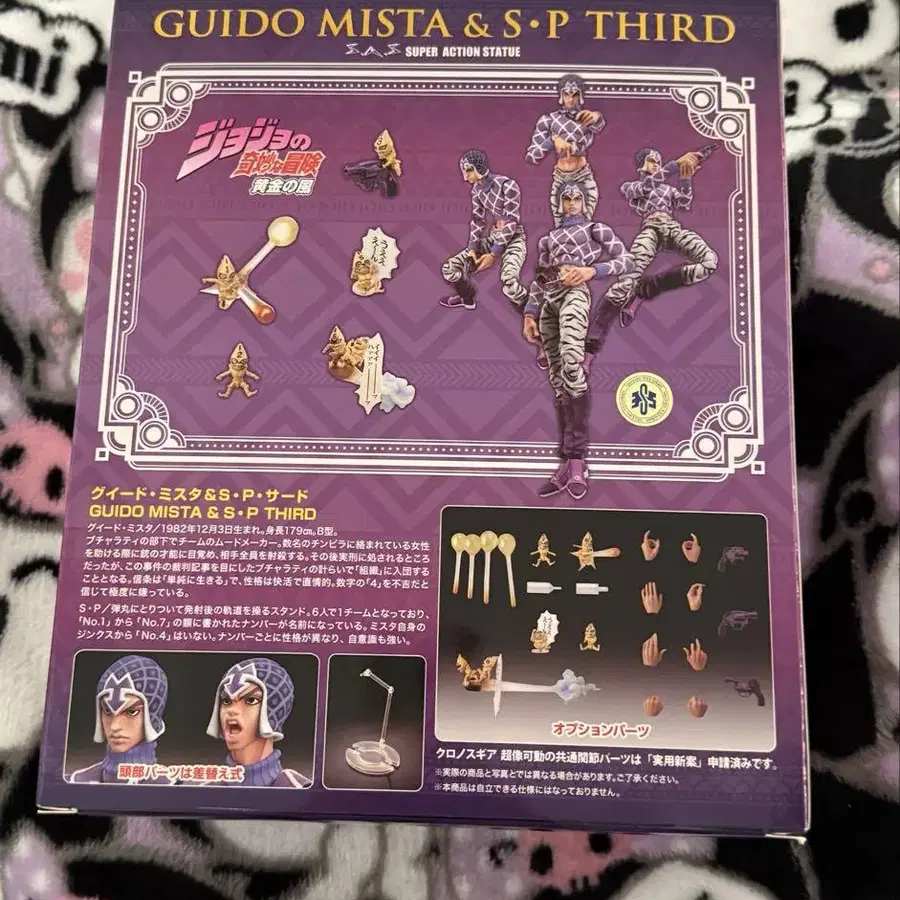 GUIDO MISTA & S・P THIRD
SAS SUPER ACTION STATUE
ジョジョの
奇妙な冒険
黄金の風
グイード・ミスタ&S・P・サード
GUIDO MISTA & S・P THIRD
グイード・ミスタ/1982年12月3日生まれ。身長179cm。B型。
ブチャラティの部下でチームのムードメーカー。数名のチンピラに絡まれている女性
を助ける際に銃の才能に目覚め、相手全員を射殺する。その後実刑に処されるところ
だったが、この事件の裁判記事を目にしたブチャラティの計らいで「組織」に入団する
こととなる。信条は「単純に生きる」で、性格は快活で直情的。数字の「4」を不吉だと
信じて極度に嫌っている。
S・P/弾丸にとりついて発射後の軌道を操るスタンド。6人で1チームとなっており、
「No.1」から「No.7」の額に書かれたナンバーが名前になっている。ミスタ自身の
ジンクスから「No.4」はいない。ナンバーごとに性格が異なり、自意識も強い。
頭部パーツは差替え式
オプションパーツ
クロノスギア 超像可動の共通関節パーツは「実用新案」申請済みです。
※実際の商品と写真とでは異なる場合があります。ご了承ください。
※本商品は自立できる仕様にはなっておりません。